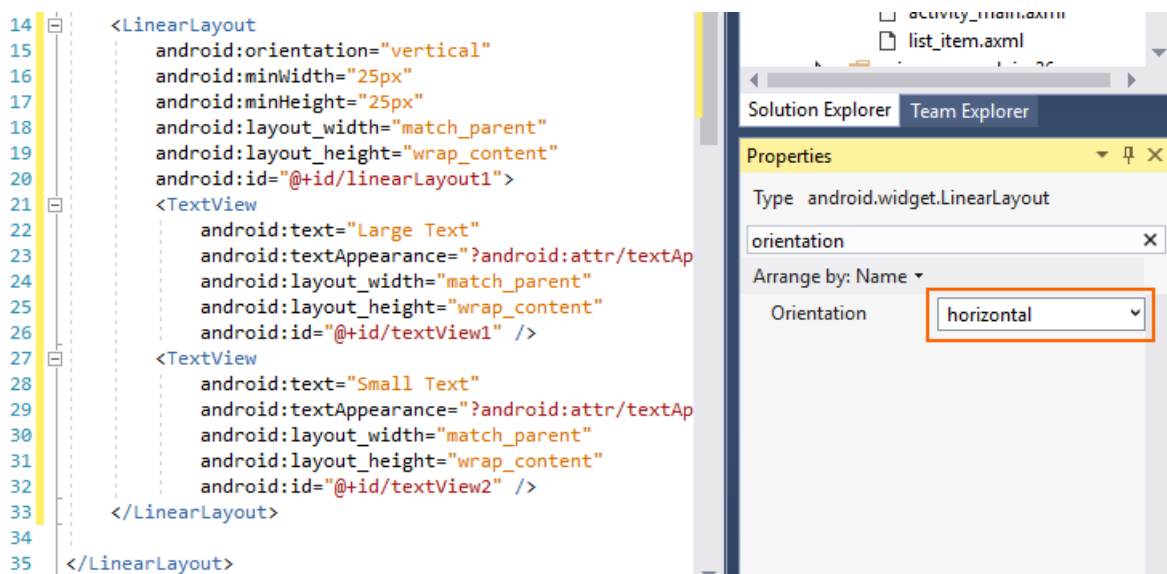 14 <LinearLayout
15 android:orientation="vertical"
16 android:minWidth="25px"
17 android:minHeight="25px"
18 android:layout_width="match_parent"
19 android:layout_height="wrap_content"
20 android:id="@+id/linearLayout1">
21 <TextView
22 android:text="Large Text"
23 android:textAppearance="?android:attr/textAp
24 android:layout_width="match_parent"
25 android:layout_height="wrap_content"
26 android:id="@+id/textView1" />
27 <TextView
28 android:text="Small Text"
29 android:textAppearance="?android:attr/textAp
30 android:layout_width="match_parent"
31 android:layout_height="wrap_content"
32 android:id="@+id/textView2" />
33 </LinearLayout>
34
35 </LinearLayout>
activity_main.axml
list_item.axml
Solution Explorer Team Explorer
Properties
Type android.widget.LinearLayout
orientation
Arrange by: Name
Orientation horizontal